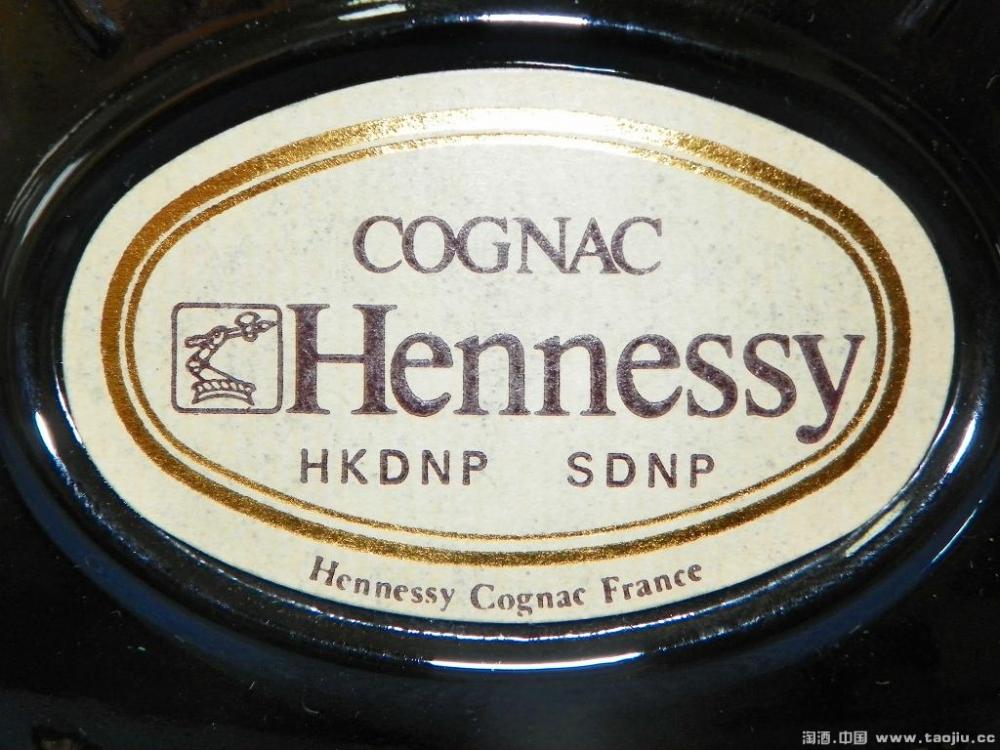 COGNAC
Hennessy
HKDNP SDNP
Hennessy Cognac France
淘酒.中国 www.taojiu.cc